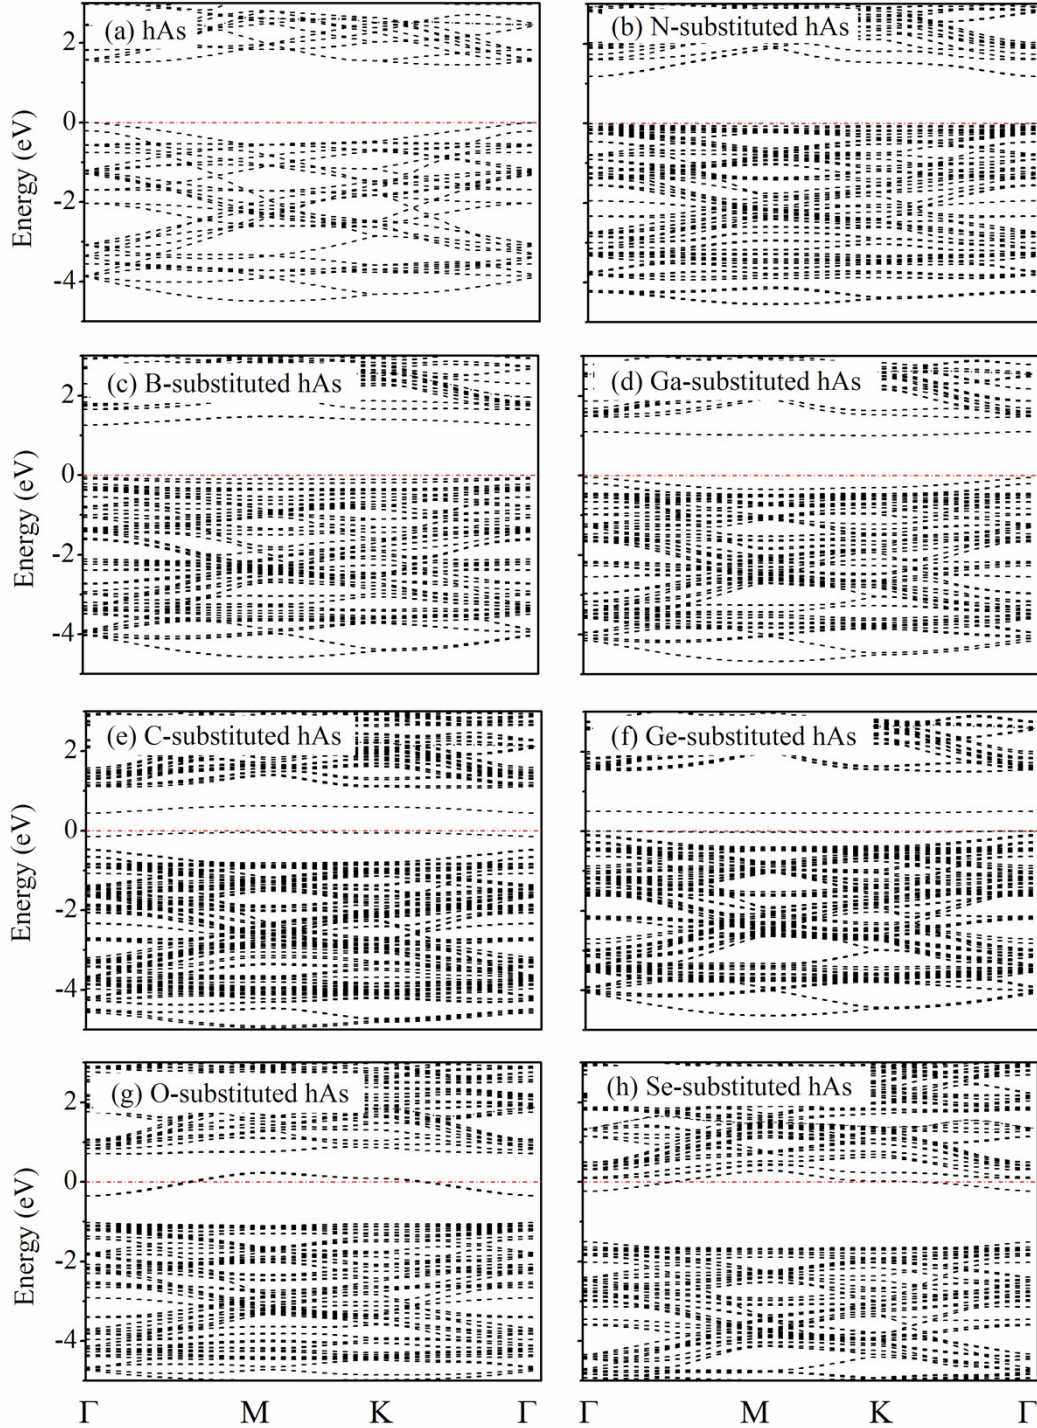 (a) hAs
(b) N-substituted hAs
2
0
-2
-4
Energy (eV)
(c) B-substituted hAs
(d) Ga-substituted hAs
2
0
-2
-4
Energy (eV)
(e) C-substituted hAs
(f) Ge-substituted hAs
2
0
-2
-4
Energy (eV)
(g) O-substituted hAs
(h) Se-substituted hAs
2
0
-2
-4
Energy (eV)
Γ M K Γ
Γ M K Γ